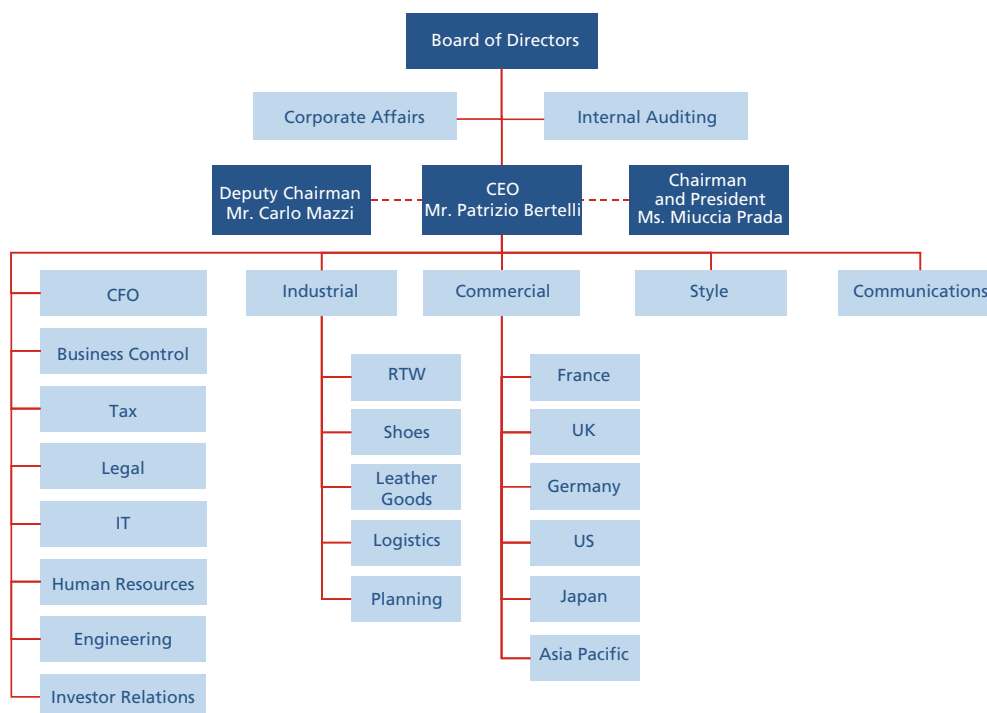 Board of Directors
Corporate Affairs
Internal Auditing
Deputy Chairman
Mr. Carlo Mazzi
CEO
Mr. Patrizio Bertelli
Chairman
and President
Ms. Miuccia Prada
CFO
Industrial
Commercial
Style
Communications
Business Control
Tax
Legal
IT
Human Resources
Engineering
Investor Relations
RTW
Shoes
Leather
Goods
Logistics
Planning
France
UK
Germany
US
Japan
Asia Pacific